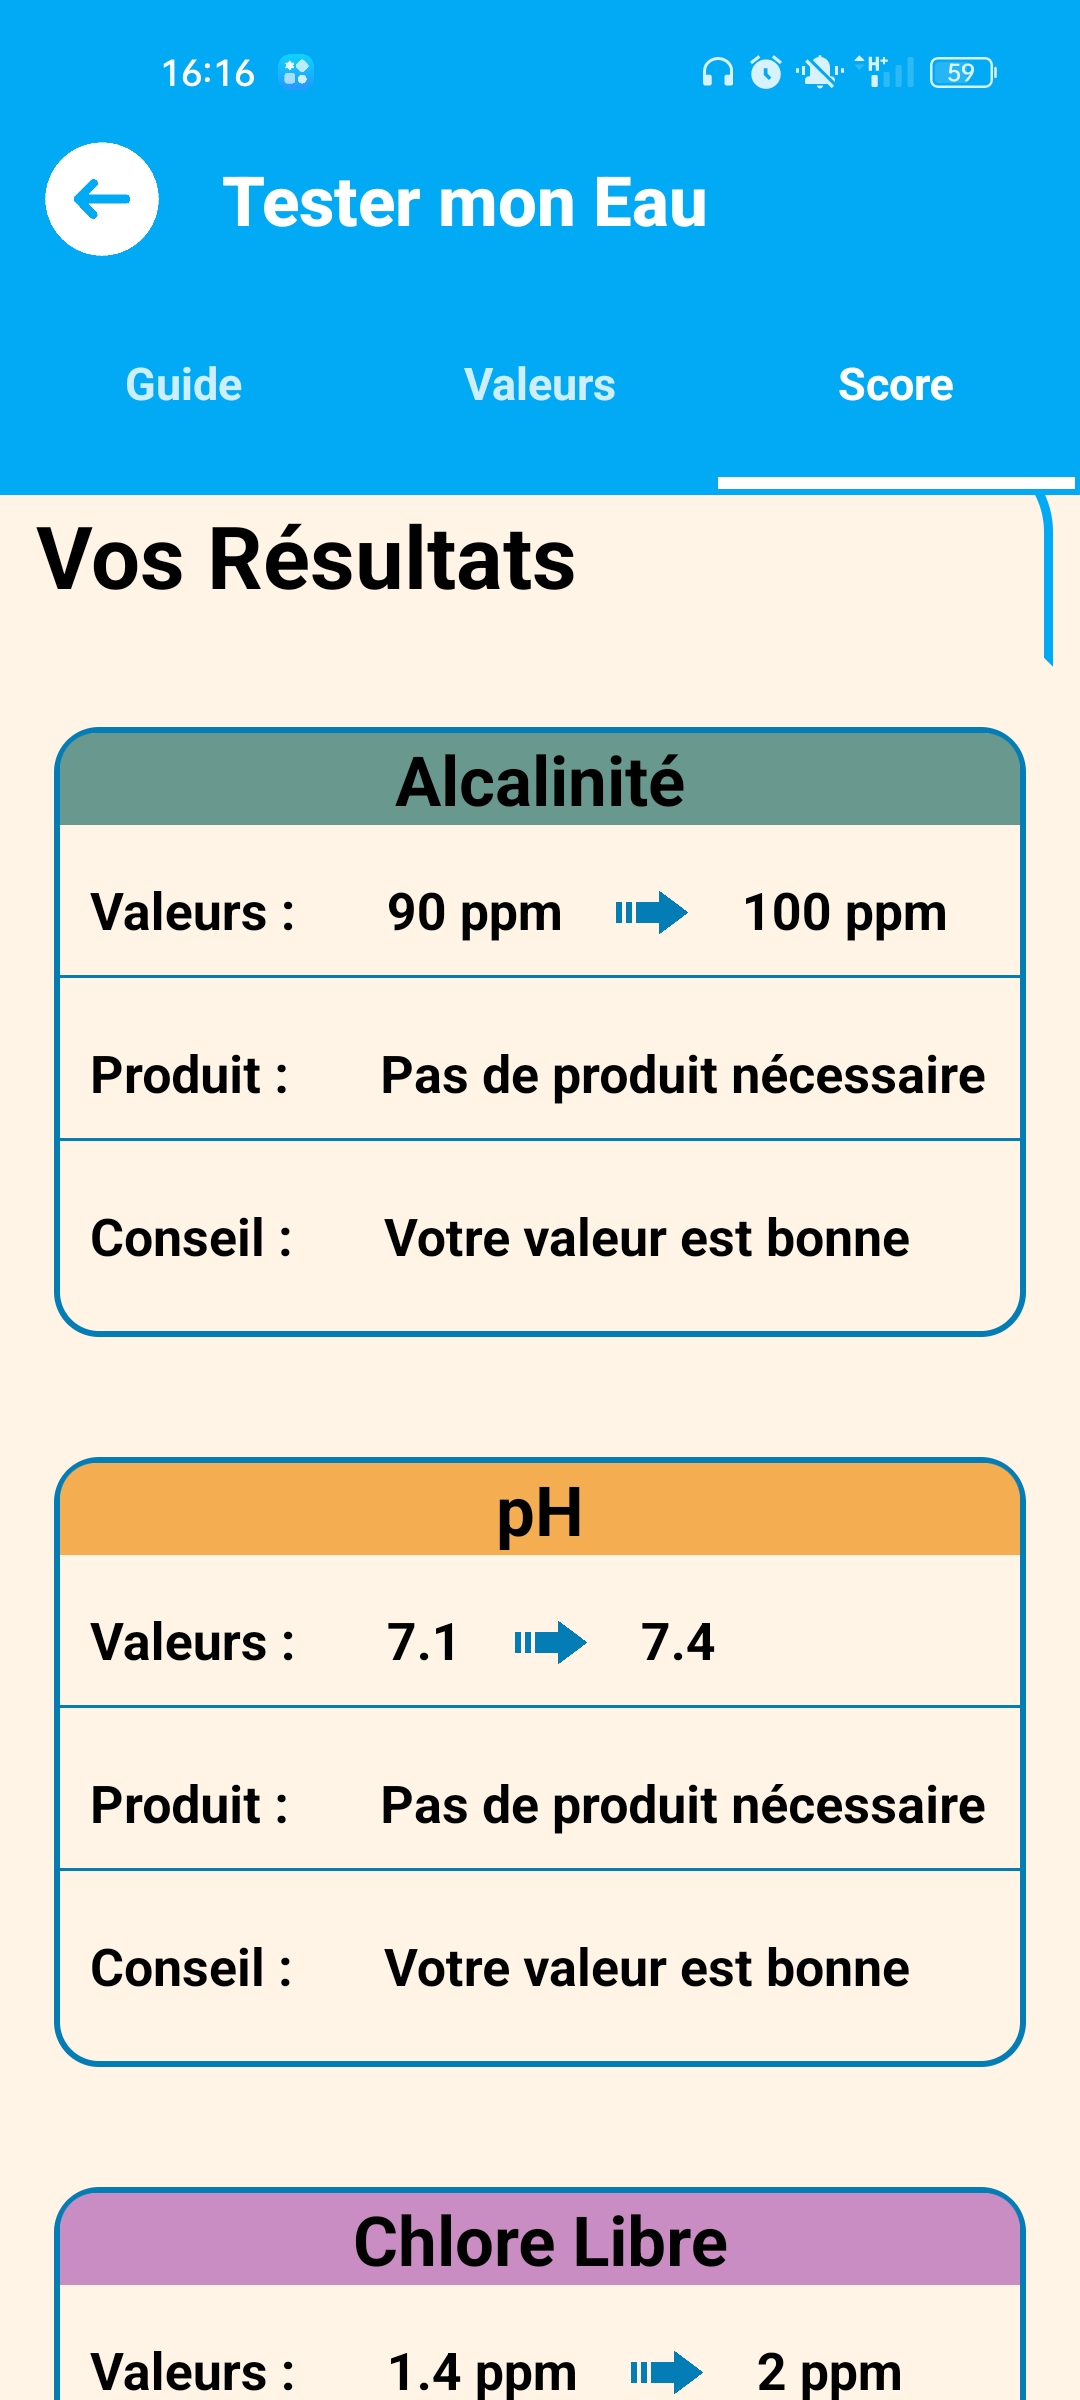 16:16
H+
59
Tester mon Eau
Guide
Valeurs
Score
Vos Résultats
Alcalinité
Valeurs : 90 ppm 100 ppm
Produit : Pas de produit nécessaire
Conseil : Votre valeur est bonne
pH
Valeurs : 7.1 7.4
Produit : Pas de produit nécessaire
Conseil : Votre valeur est bonne
Chlore Libre
Valeurs : 1.4 ppm 2 ppm